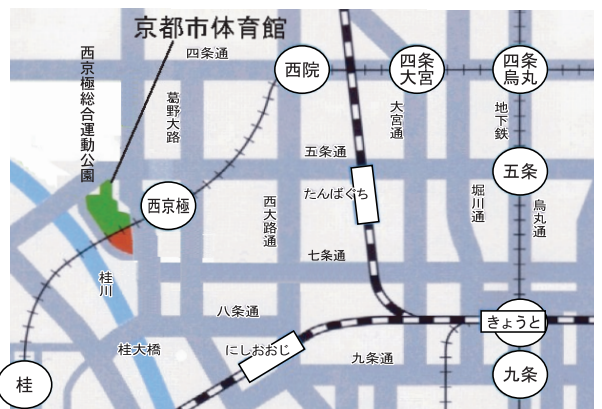 京都市体育館
四条通
西京極総合運動公園
葛野大路
西院
四条
大宮
四条
烏丸
大宮通
地下鉄
五条通
五条
たんばぐち
西京極
西大路通
堀川通
烏丸通
七条通
桂川
八条通
きょうと
桂大橋
にしおおじ
九条通
九条
桂